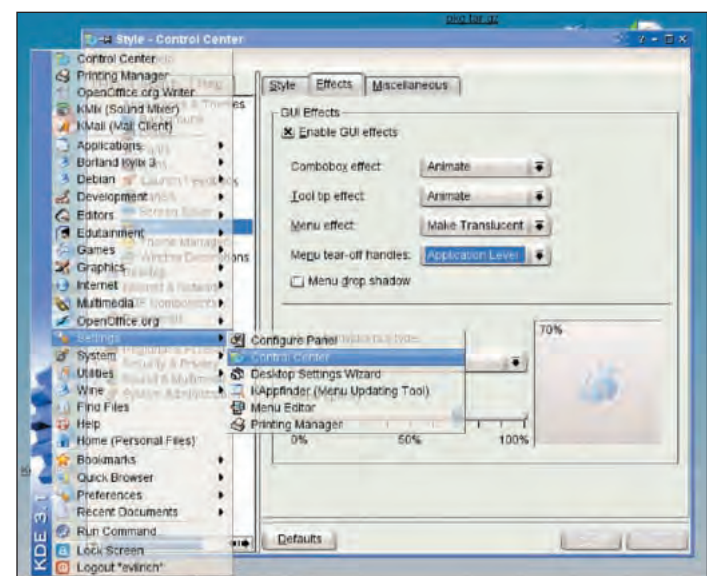 pkg.tar.gz
Style - Control Center
Control Center
Printing Manager
OpenOffice.org Writer
KMix (Sound Mixer)
KMail (Mail Client)
Applications
Borland Kylix 3
Debian
Development
Editors
Edutainment
Games
Graphics
Internet
Multimedia
OpenOffice.org
Settings
System
Utilities
Wine
Find Files
Help
Home (Personal Files)
Bookmarks
Quick Browser
Preferences
Recent Documents
Run Command
Lock Screen
Logout "evilrich"
KDE 3.1
Configure Panel
Control Center
Desktop Settings Wizard
KAppfinder (Menu Updating Tool)
Menu Editor
Printing Manager
Style Effects Miscellaneous
GUI Effects
Enable GUI effects
Combobox effect: Animate
Tool tip effect: Animate
Menu effect: Make Translucent
Menu tear-off handles: Application Level
Menu drop shadow
70%
0% 50% 100%
Defaults